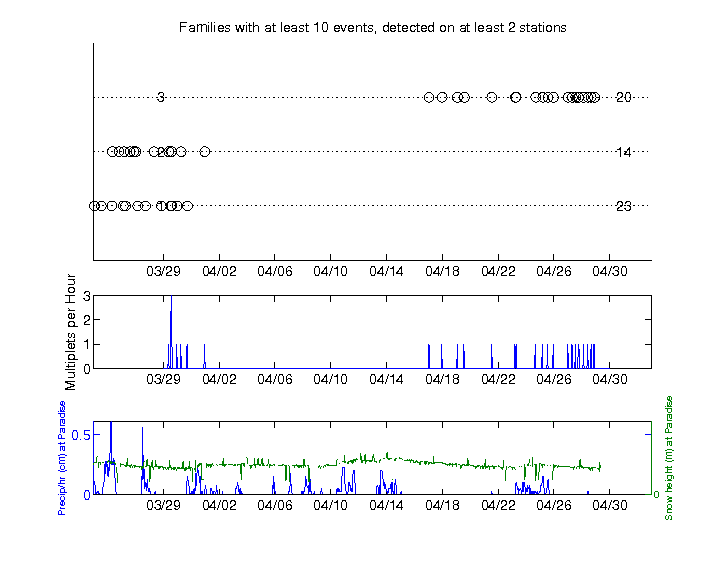 Families with at least 10 events, detected on at least 2 stations
3 20
2 14
1 23
03/29 04/02 04/06 04/10 04/14 04/18 04/22 04/26 04/30
Multiplets per Hour
3
2
1
0
03/29 04/02 04/06 04/10 04/14 04/18 04/22 04/26 04/30
Precip/hr (cm) at Paradise
0.5
0
Snow height (m) at Paradise
0
03/29 04/02 04/06 04/10 04/14 04/18 04/22 04/26 04/30